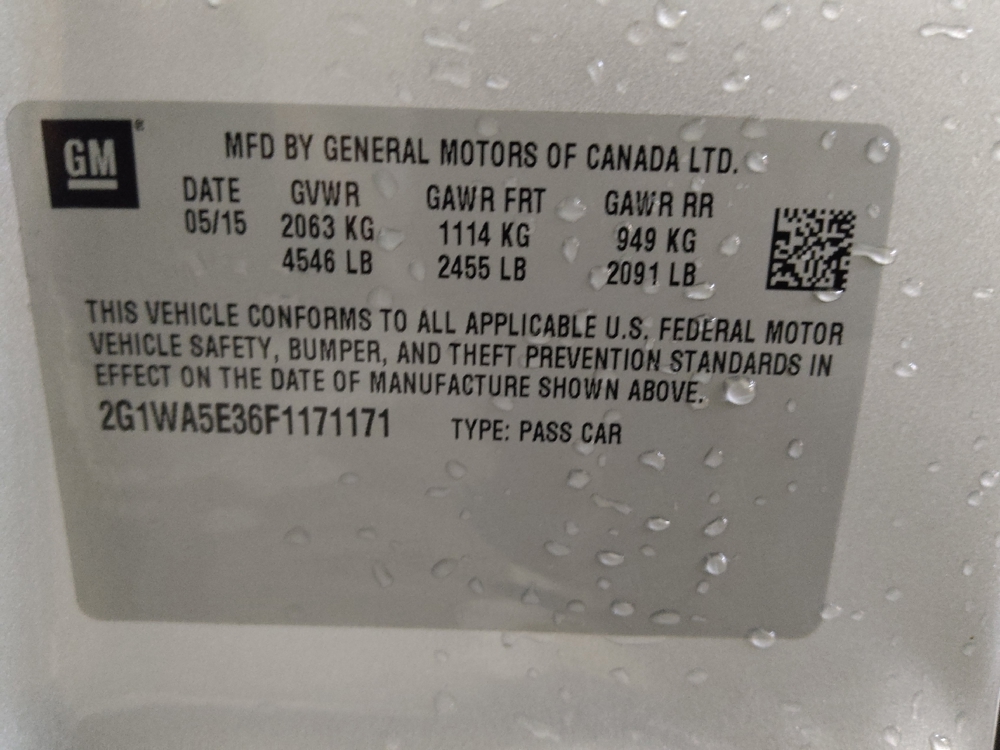 GM®
MFD BY GENERAL MOTORS OF CANADA LTD.
DATE GVWR GAWR FRT GAWR RR
05/15 2063 KG 1114 KG 949 KG
4546 LB 2455 LB 2091 LB
THIS VEHICLE CONFORMS TO ALL APPLICABLE U.S. FEDERAL MOTOR
VEHICLE SAFETY, BUMPER, AND THEFT PREVENTION STANDARDS IN
EFFECT ON THE DATE OF MANUFACTURE SHOWN ABOVE.
2G1WA5E36F1171171 TYPE: PASS CAR